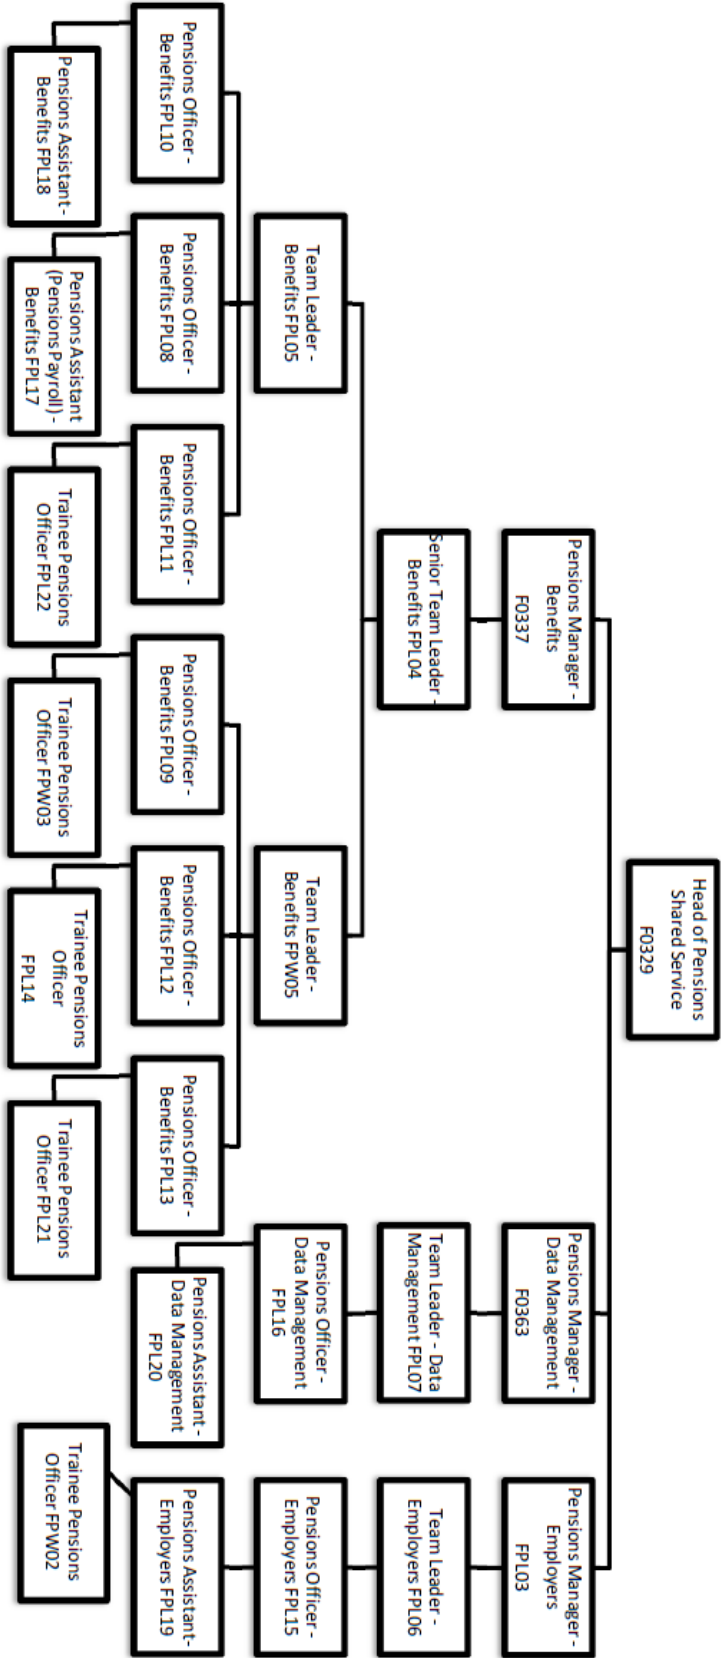 Head of Pensions
Shared Service
F0329
Pensions Manager -
Benefits
F0337
Pensions Manager -
Data Management
F0363
Pensions Manager -
Employers
FPL03
Senior Team Leader -
Benefits FPL04
Team Leader - Data
Management FPL07
Team Leader -
Employers FPL06
Team Leader -
Benefits FPL05
Team Leader -
Benefits FPW05
Pensions Officer -
Data Management
FPL16
Pensions Officer -
Employers FPL15
Pensions Officer -
Benefits FPL10
Pensions Officer -
Benefits FPL08
Pensions Officer -
Benefits FPL11
Pensions Officer -
Benefits FPL09
Pensions Officer -
Benefits FPL12
Pensions Officer -
Benefits FPL13
Pensions Assistant -
Data Management
FPL20
Pensions Assistant-
Employers FPL19
Pensions Assistant -
Benefits FPL18
Pensions Assistant
(Pensions Payroll) -
Benefits FPL17
Trainee Pensions
Officer FPL22
Trainee Pensions
Officer FPW03
Trainee Pensions
Officer
FPL14
Trainee Pensions
Officer FPL21
Trainee Pensions
Officer FPW02